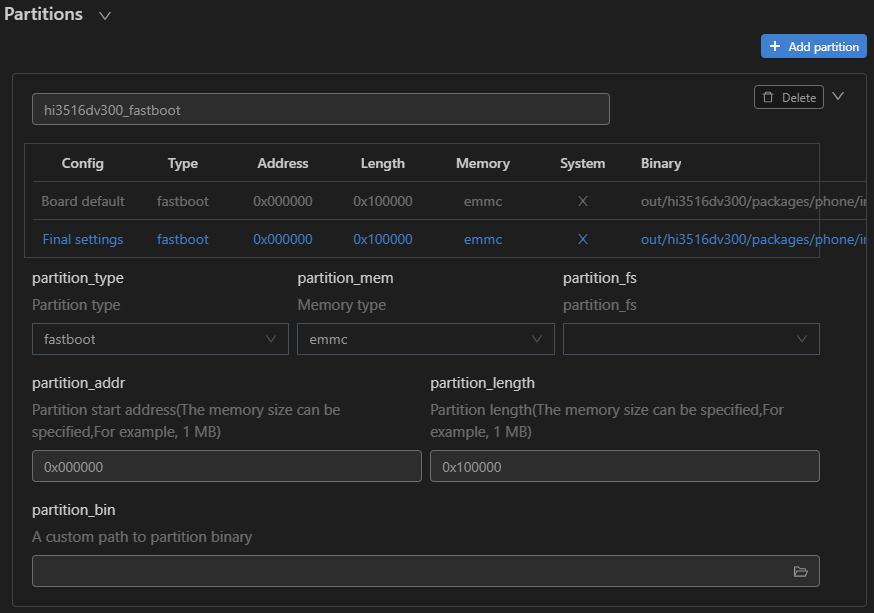 Partitions
+ Add partition
hi3516dv300_fastboot
Delete
Config Type Address Length Memory System Binary
Board default fastboot 0x000000 0x100000 emmc X out/hi3516dv300/packages/phone/
Final settings fastboot 0x000000 0x100000 emmc X out/hi3516dv300/packages/phone/
partition_type partition_mem partition_fs
Partition type Memory type partition_fs
fastboot emmc
partition_addr partition_length
Partition start address(The memory size can be Partition length(The memory size can be specified,For
specified,For example, 1 MB) example, 1 MB)
0x000000 0x100000
partition_bin
A custom path to partition binary